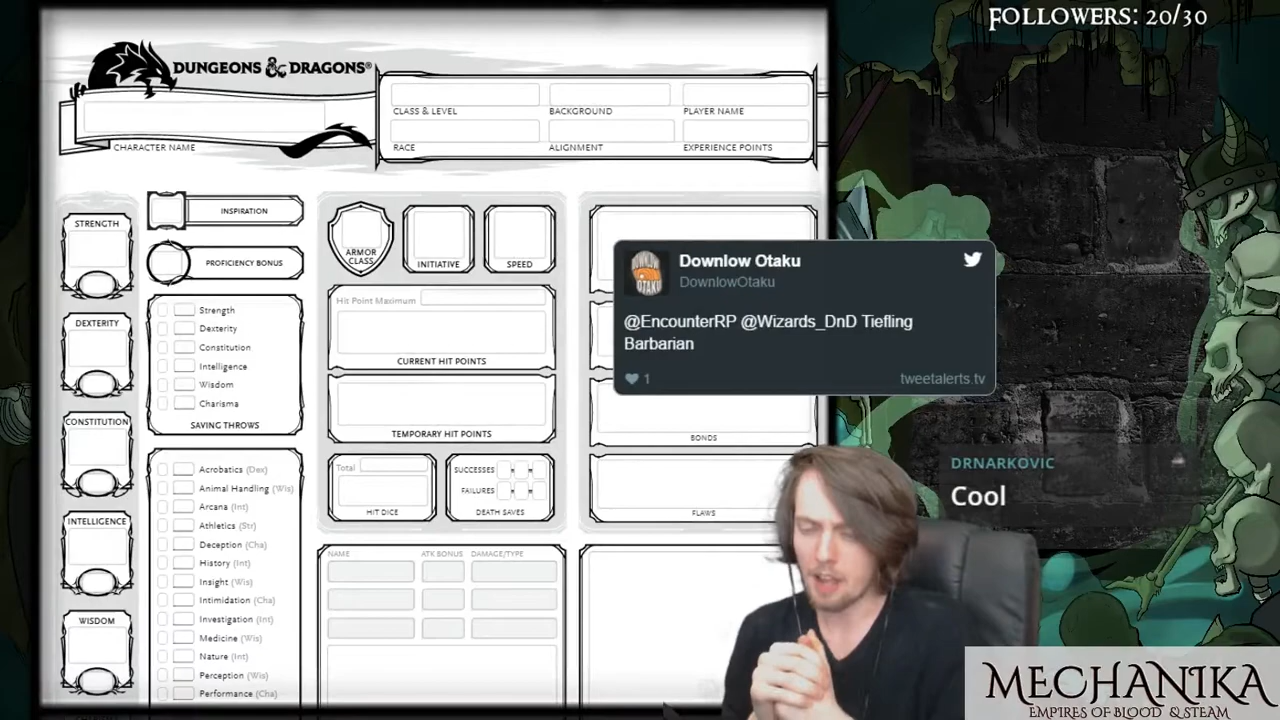 FOLLOWERS: 20/30
DUNGEONS & DRAGONS®
CLASS & LEVEL
BACKGROUND
PLAYER NAME
CHARACTER NAME
RACE
ALIGNMENT
EXPERIENCE POINTS
STRENGTH
DEXTERITY
CONSTITUTION
INTELLIGENCE
WISDOM
INSPIRATION
PROFICIENCY BONUS
Strength
Dexterity
Constitution
Intelligence
Wisdom
Charisma
SAVING THROWS
Acrobatics (Dex)
Animal Handling (Wis)
Arcana (Int)
Athletics (Str)
Deception (Cha)
History (Int)
Insight (Wis)
Intimidation (Cha)
Investigation (Int)
Medicine (Wis)
Nature (Int)
Perception (Wis)
Performance (Cha)
ARMOR
CLASS
INITIATIVE
SPEED
Hit Point Maximum
CURRENT HIT POINTS
TEMPORARY HIT POINTS
Total
HIT DICE
SUCCESSES
FAILURES
DEATH SAVES
NAME
ATK BONUS
DAMAGE/TYPE
Downlow Otaku
DownlowOtaku
@EncounterRP @Wizards_DnD Tiefling
Barbarian
1
tweetalerts.tv
BONDS
FLAWS
DRNARKOVIC
Cool
MECHANIKA
EMPIRES OF BLOOD & STEAM